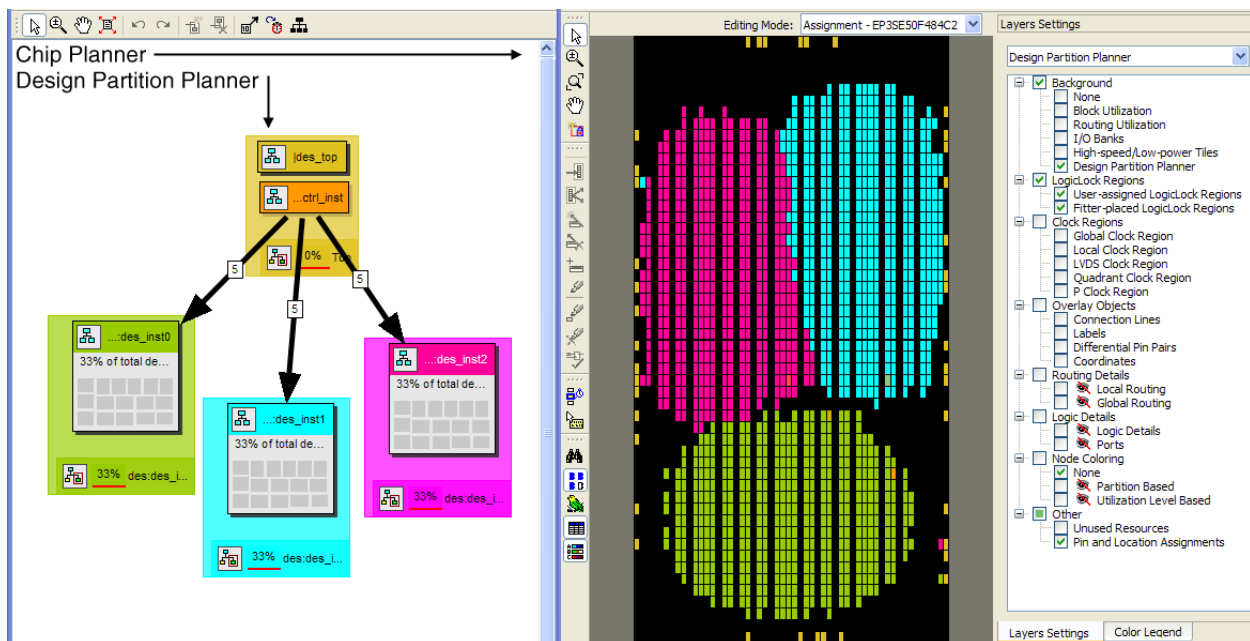 Editing Mode: Assignment - EP3SE50F484C2
Layers Settings
Chip Planner
Design Partition Planner
|des_top
...ctrl_inst
0% Top
5
5
5
...:des_inst0
33% of total de...
33% des:des_i...
...:des_inst1
33% of total de...
33% des:des_i...
...:des_inst2
33% of total de...
33% des:des_i...
Design Partition Planner
Background
None
Block Utilization
Routing Utilization
I/O Banks
High-speed/Low-power Tiles
Design Partition Planner
LogicLock Regions
User-assigned LogicLock Regions
Fitter-placed LogicLock Regions
Clock Regions
Global Clock Region
Local Clock Region
LVDS Clock Region
Quadrant Clock Region
P Clock Region
Overlay Objects
Connection Lines
Labels
Differential Pin Pairs
Coordinates
Routing Details
Local Routing
Global Routing
Logic Details
Logic Details
Ports
Node Coloring
None
Partition Based
Utilization Level Based
Other
Unused Resources
Pin and Location Assignments
Layers Settings
Color Legend